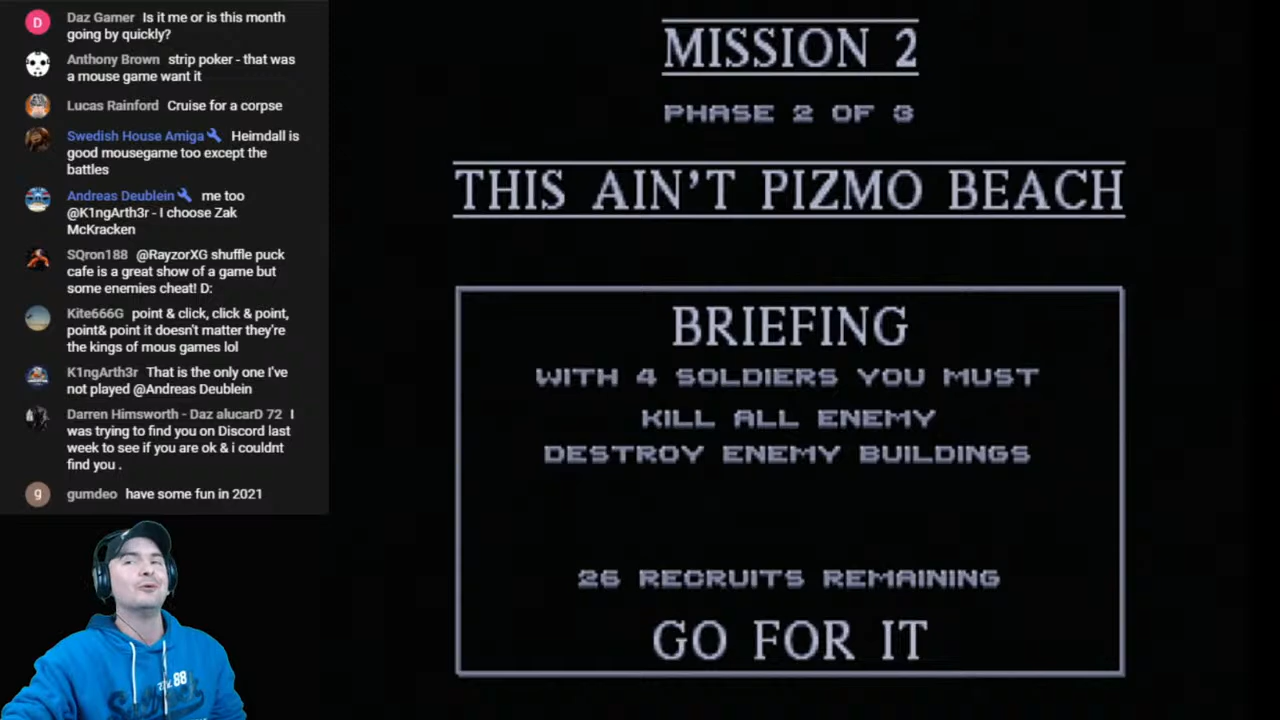 Daz Gamer Is it me or is this month
going by quickly?
Anthony Brown strip poker - that was
a mouse game want it
Lucas Rainford Cruise for a corpse
Swedish House Amiga Heimdall is
good mousegame too except the
battles
Andreas Deublein me too
@K1ngArth3r - I choose Zak
McKracken
SQron188 @RayzorXG shuffle puck
cafe is a great show of a game but
some enemies cheat! D:
Kite666G point & click, click & point,
point& point it doesn't matter they're
the kings of mous games lol
K1ngArth3r That is the only one I've
not played @Andreas Deublein
Darren Himsworth - Daz alucarD 72 I
was trying to find you on Discord last
week to see if you are ok & i couldnt
find you .
g gumdeo have some fun in 2021
MISSION 2
PHASE 2 OF 3
THIS AIN'T PIZMO BEACH
BRIEFING
WITH 4 SOLDIERS YOU MUST
KILL ALL ENEMY
DESTROY ENEMY BUILDINGS
26 RECRUITS REMAINING
GO FOR IT
88